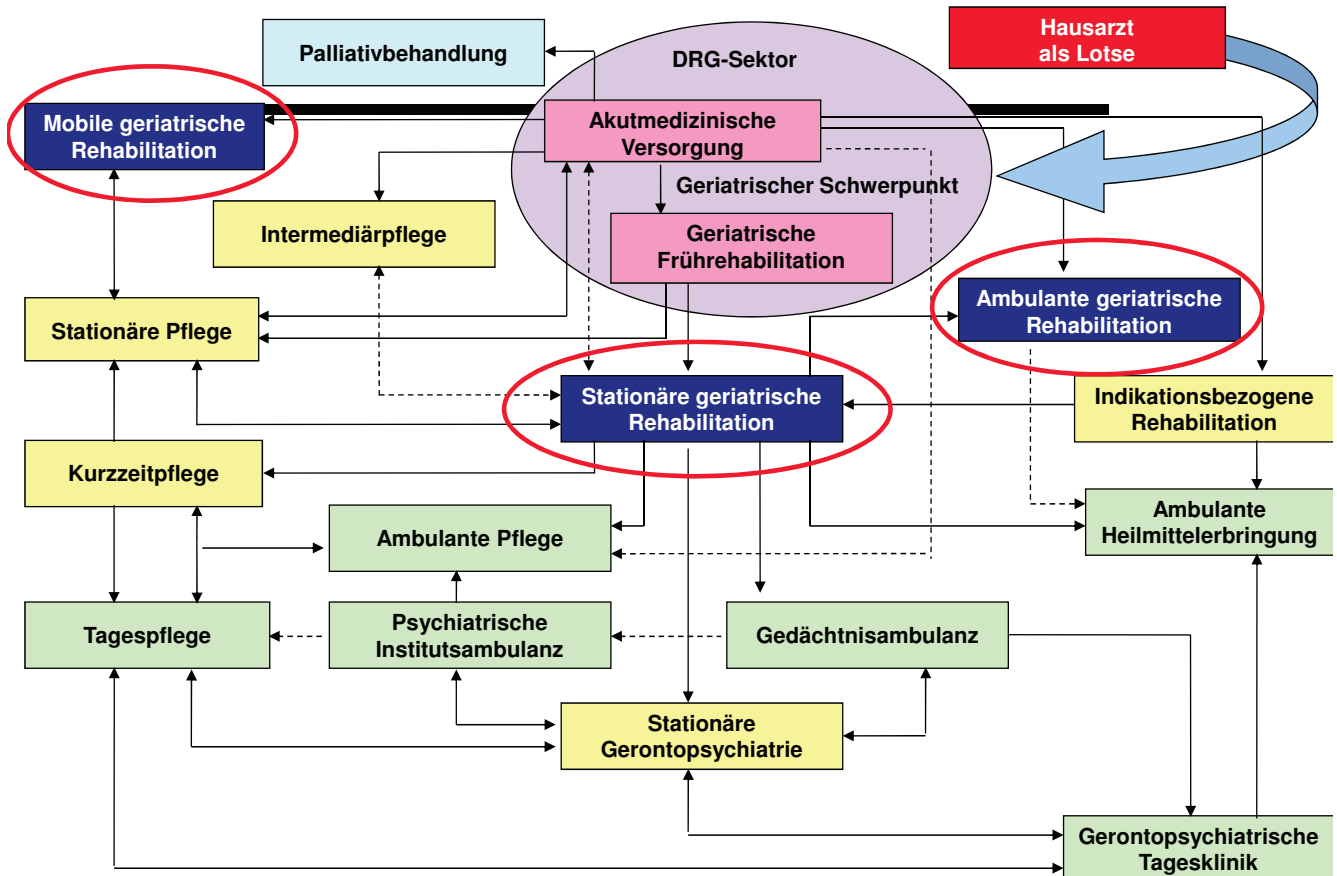 Palliativbehandlung
DRG-Sektor
Hausarzt
als Lotse
Mobile geriatrische
Rehabilitation
Akutmedizinische
Versorgung
Geriatrischer Schwerpunkt
Intermediärpflege
Geriatrische
Frührehabilitation
Ambulante geriatrische
Rehabilitation
Stationäre Pflege
Stationäre geriatrische
Rehabilitation
Indikationsbezogene
Rehabilitation
Kurzzeitpflege
Ambulante Pflege
Ambulante
Heilmittelerbringung
Tagespflege
Psychiatrische
Institutsambulanz
Gedächtnisambulanz
Stationäre
Gerontopsychiatrie
Gerontopsychiatrische
Tagesklinik